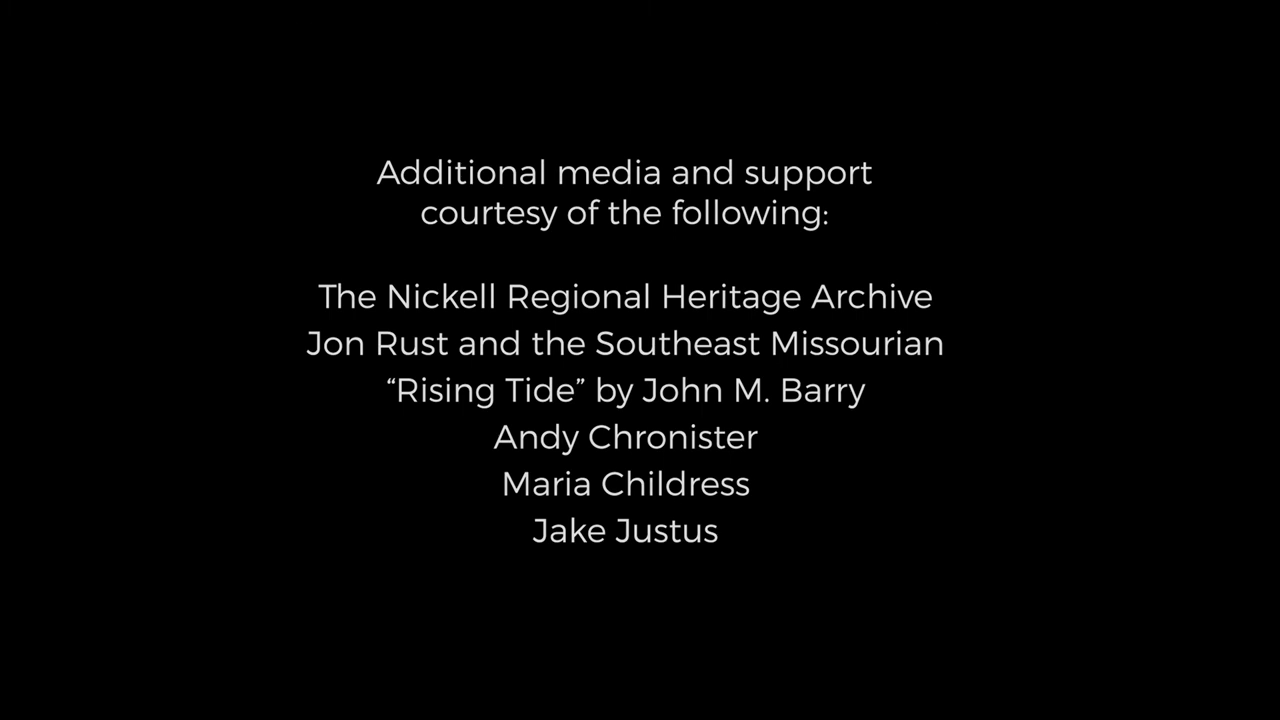 Additional media and support
courtesy of the following:
The Nickell Regional Heritage Archive
Jon Rust and the Southeast Missourian
“Rising Tide” by John M. Barry
Andy Chronister
Maria Childress
Jake Justus